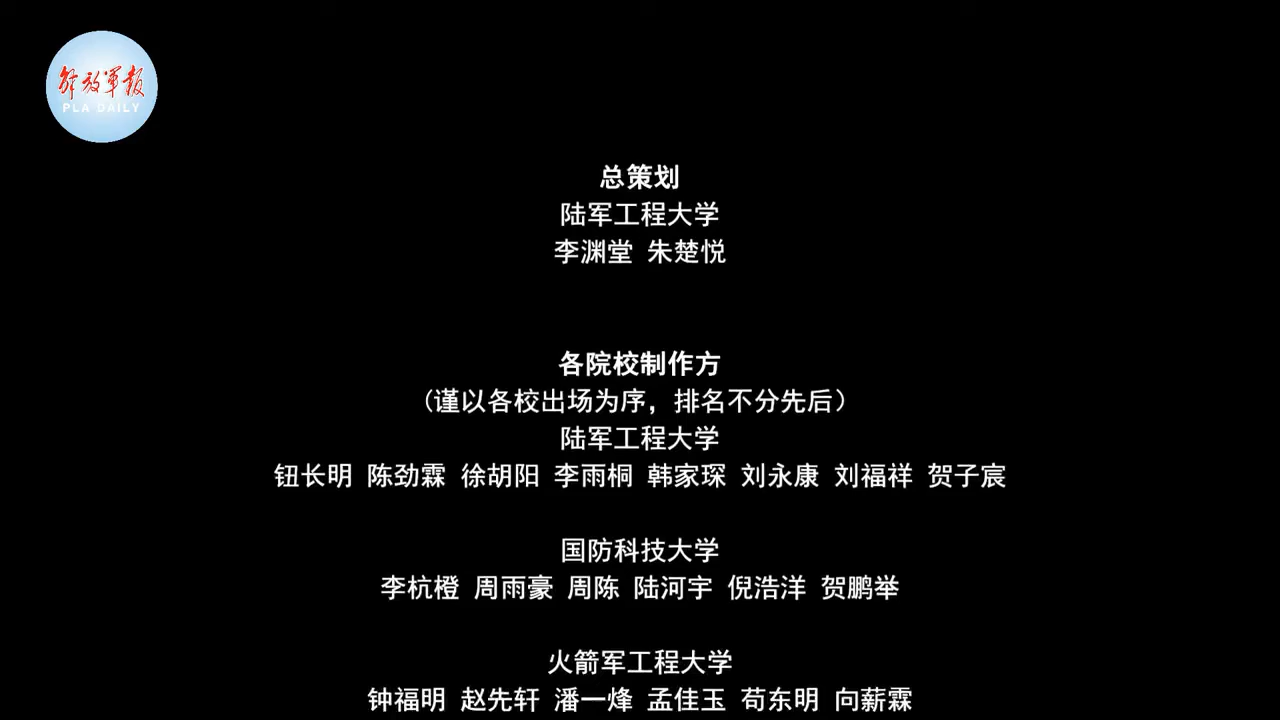 解放军报
PLA DAILY
总策划
陆军工程大学
李渊堂 朱楚悦
各院校制作方
（谨以各校出场为序，排名不分先后）
陆军工程大学
钮长明 陈劲霖 徐胡阳 李雨桐 韩家琛 刘永康 刘福祥 贺子宸
国防科技大学
李杭橙 周雨豪 周陈 陆河宇 倪浩洋 贺鹏举
火箭军工程大学
钟福明 赵先轩 潘一烽 孟佳玉 苟东明 向薪霖